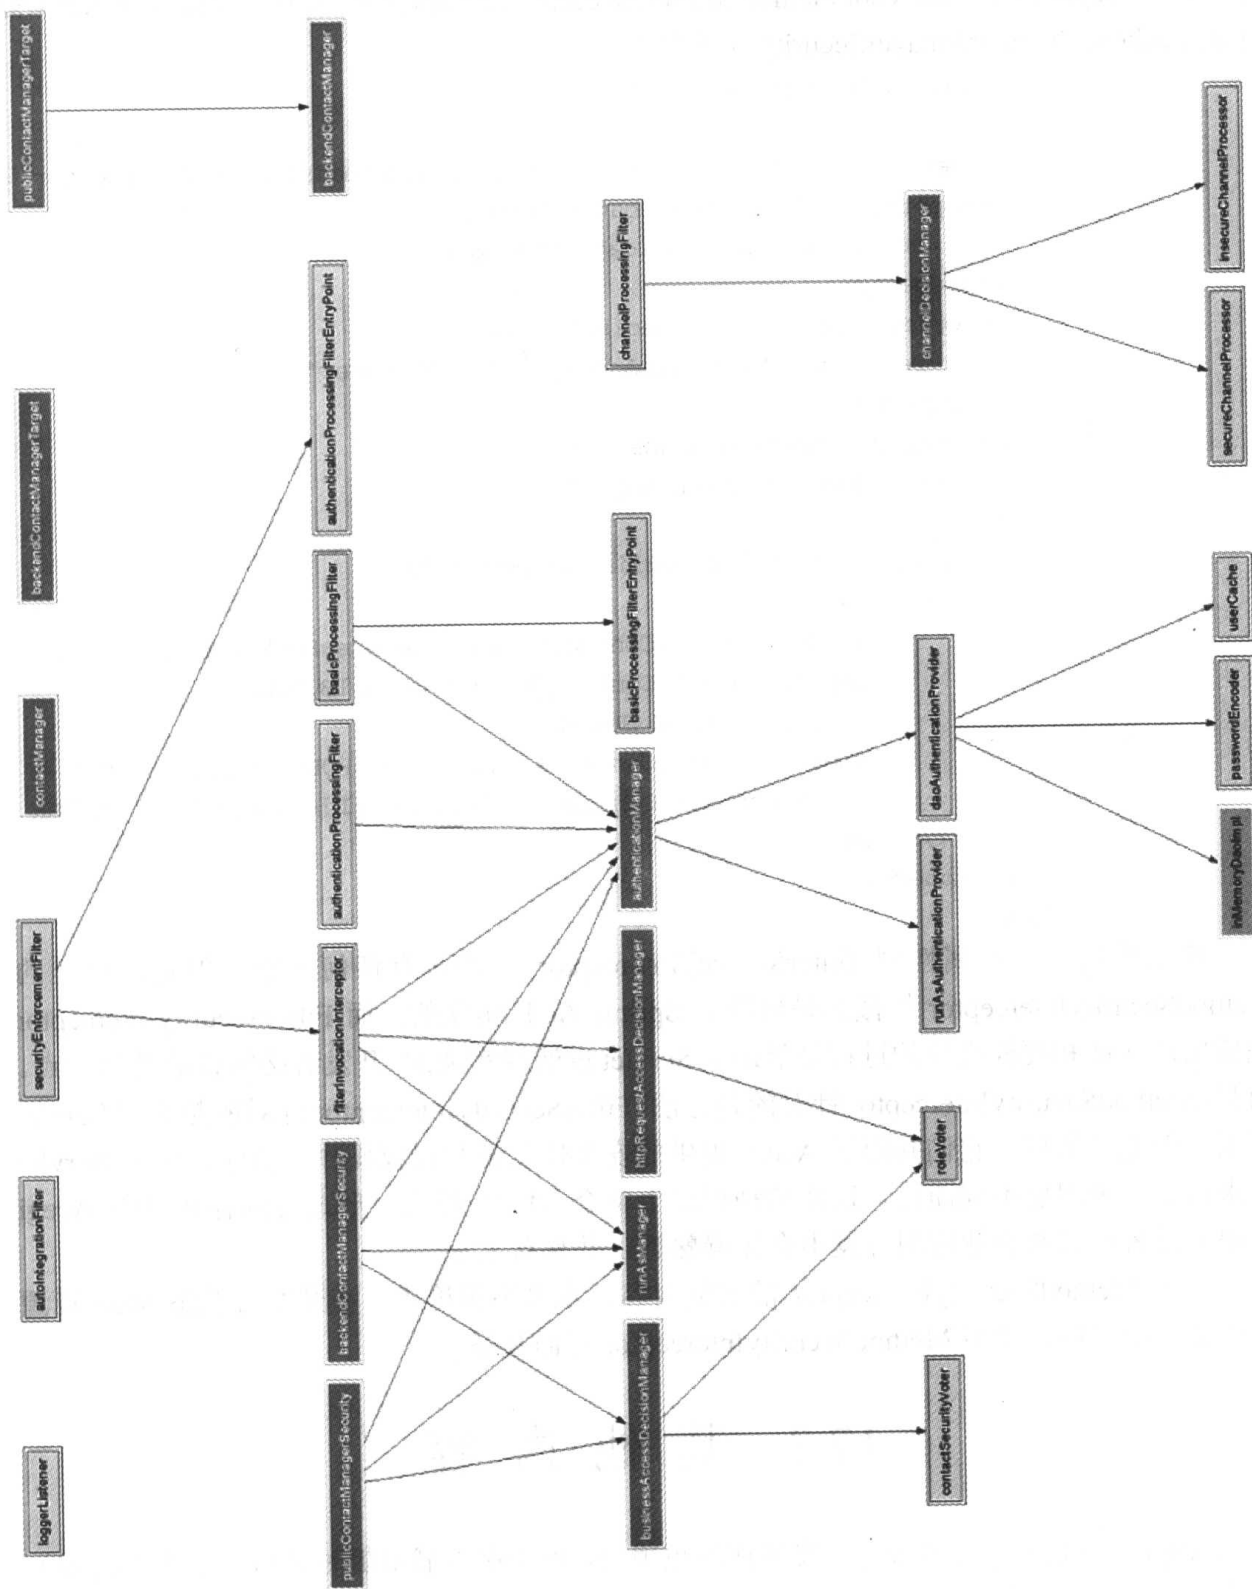 loggerListener
autoIntegrationFilter
securityEnforcementFilter
contactManager
backendContactManagerTarget
publicContactManagerTarget
publicContactManagerSecurity
backendContactManagerSecurity
filterInvocationInterceptor
authenticationProcessingFilter
basicProcessingFilter
authenticationProcessingFilterEntryPoint
backendContactManager
businessAccessDecisionManager
runAsManager
httpRequestAccessDecisionManager
authenticationManager
basicProcessingFilterEntryPoint
channelProcessingFilter
contactSecurityVoter
roleVoter
runAsAuthenticationProvider
daoAuthenticationProvider
channelDecisionManager
inMemoryDaoImpl
passwordEncoder
userCache
secureChannelProcessor
insecureChannelProcessor